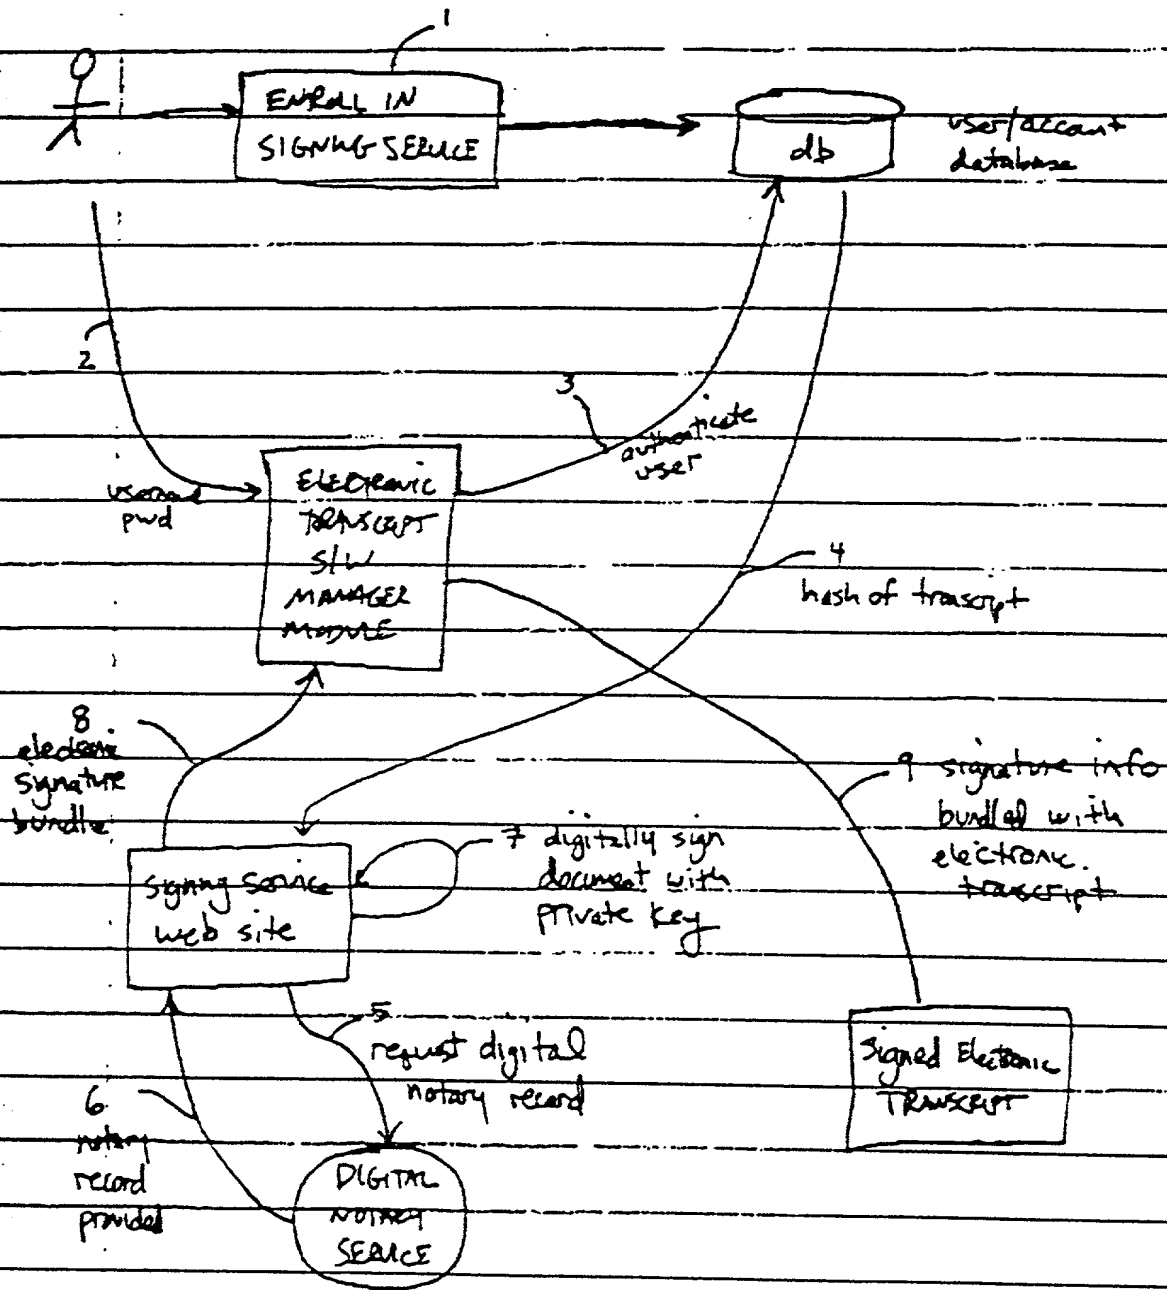 1
ENROLL IN
SIGNING SERVICE
db
user/account
database
2
3
authenticate
user
pwd
ELECTRONIC
TRANSCRIPT
S/W
MANAGER
MODULE
4
hash of transcript
8
electronic
signature
bundle
9 signature info
bundled with
electronic
transcript
7 digitally sign
document with
private key
signing service
web site
5
request digital
notary record
6
notary
record
provided
Signed Electronic
TRANSCRIPT
DIGITAL
NOTARY
SERVICE